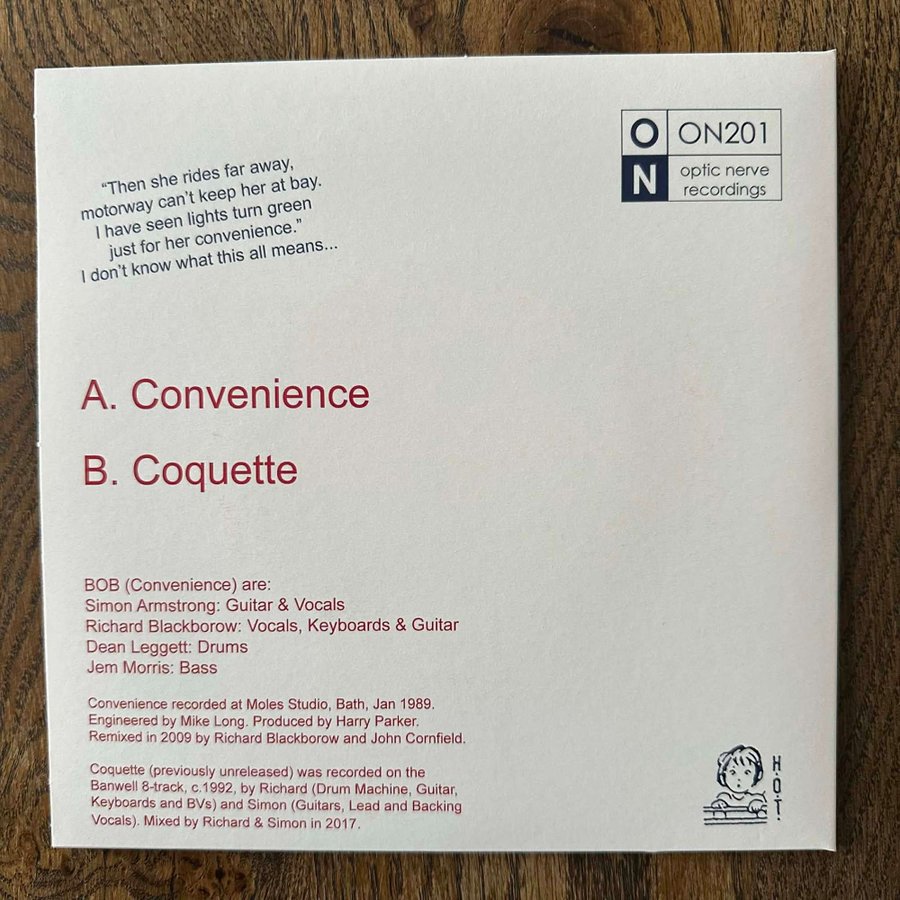 “Then she rides far away,
motorway can’t keep her at bay.
I have seen lights turn green
just for her convenience.”
I don’t know what this all means...
O
ON201
N
optic nerve
recordings
A. Convenience
B. Coquette
BOB (Convenience) are:
Simon Armstrong: Guitar & Vocals
Richard Blackborow: Vocals, Keyboards & Guitar
Dean Leggett: Drums
Jem Morris: Bass
Convenience recorded at Moles Studio, Bath, Jan 1989.
Engineered by Mike Long. Produced by Harry Parker.
Remixed in 2009 by Richard Blackborow and John Cornfield.
Coquette (previously unreleased) was recorded on the
Banwell 8-track, c.1992, by Richard (Drum Machine, Guitar,
Keyboards and BVs) and Simon (Guitars, Lead and Backing
Vocals). Mixed by Richard & Simon in 2017.
H.O.T!